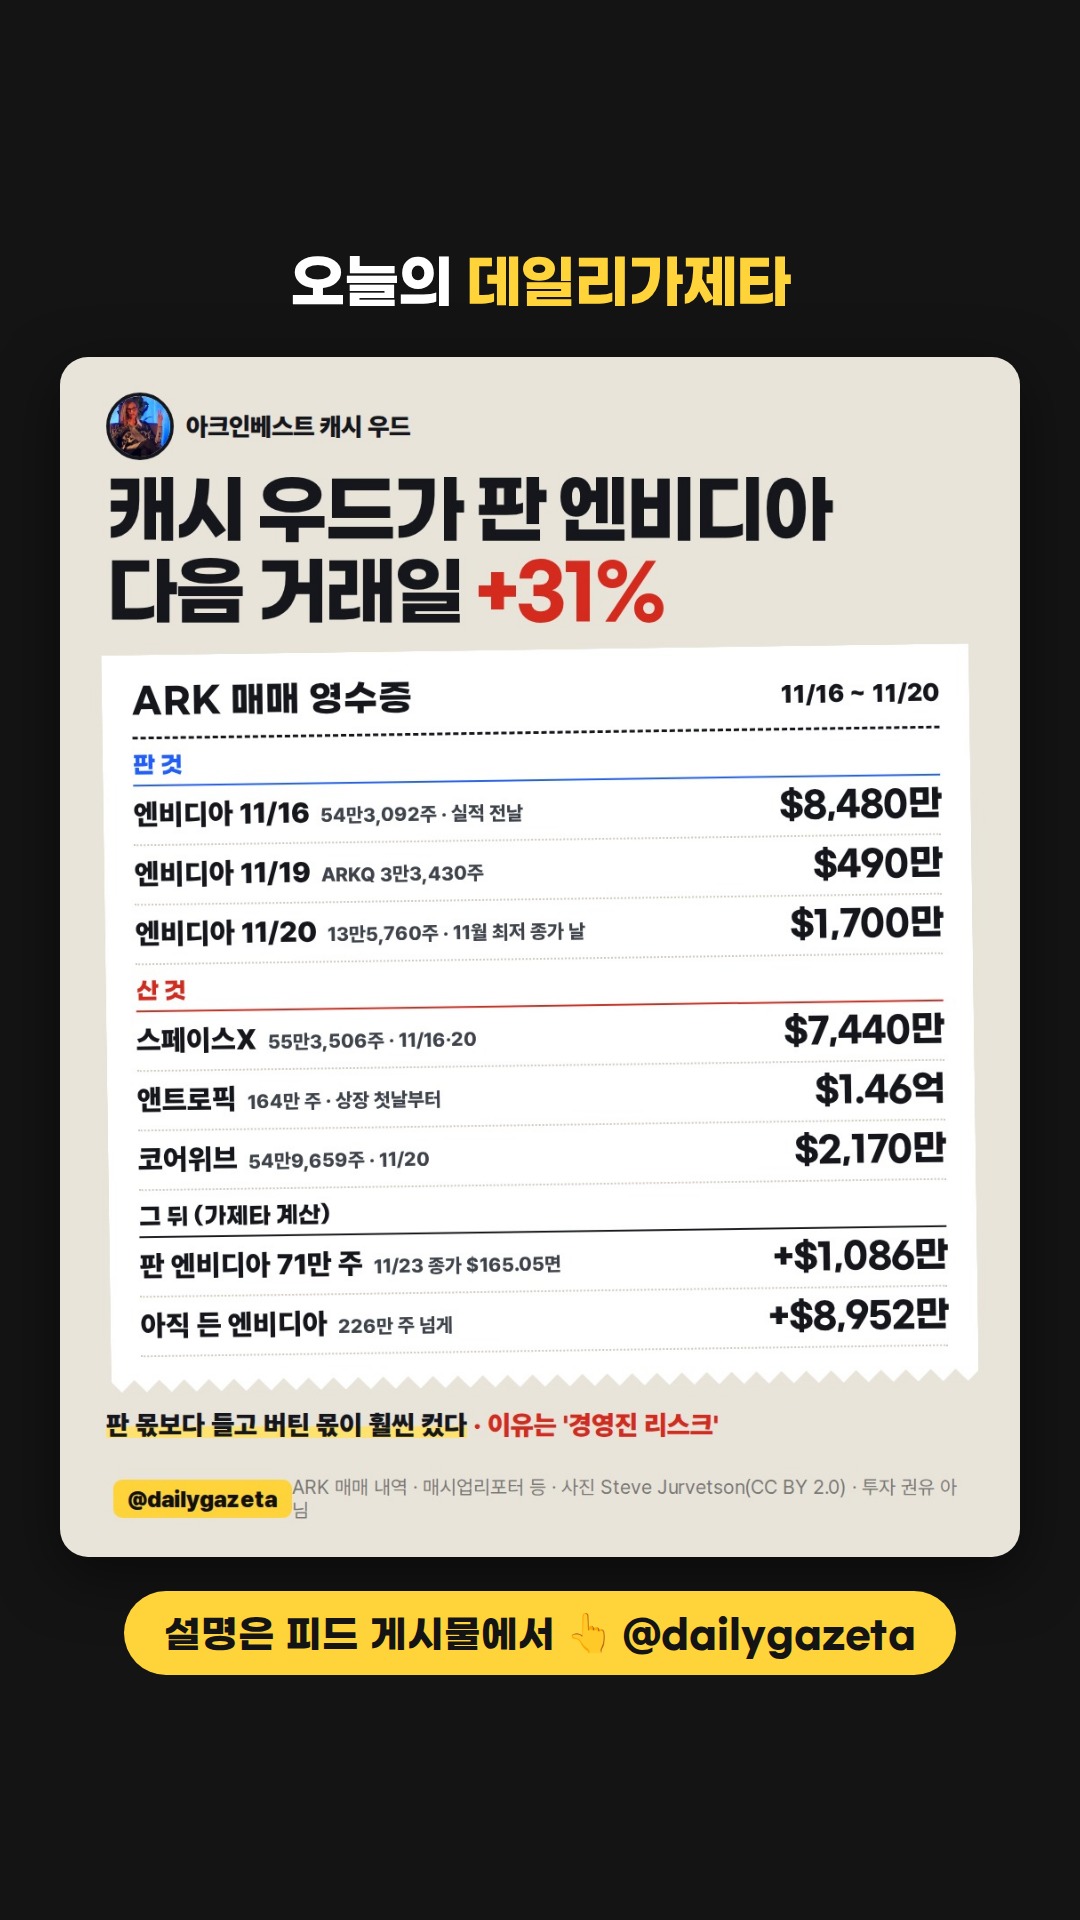 오늘의 데일리가제타
아크인베스트 캐시 우드
캐시 우드가 판 엔비디아
다음 거래일 +31%
ARK 매매 영수증 11/16 ~ 11/20
판 것
엔비디아 11/16 54만3,092주 · 실적 전날 $8,480만
엔비디아 11/19 ARKQ 3만3,430주 $490만
엔비디아 11/20 13만5,760주 · 11월 최저 종가 날 $1,700만
산 것
스페이스X 55만3,506주 · 11/16·20 $7,440만
앤트로픽 164만 주 · 상장 첫날부터 $1.46억
코어위브 54만9,659주 · 11/20 $2,170만
그 뒤 (가제타 계산)
판 엔비디아 71만 주 11/23 종가 $165.05면 +$1,086만
아직 든 엔비디아 226만 주 넘게 +$8,952만
판 몫보다 들고 버틴 몫이 훨씬 컸다 · 이유는 '경영진 리스크'
@dailygazeta ARK 매매 내역 · 매시업리포터 등 · 사진 Steve Jurvetson(CC BY 2.0) · 투자 권유 아
님
설명은 피드 게시물에서 👆 @dailygazeta